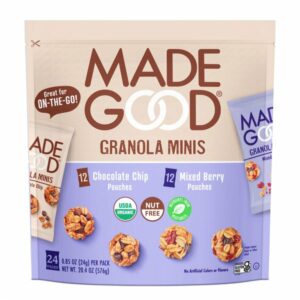 Great for
ON-THE-GO!
MADE
GOOD®
GRANOLA MINIS
12 Chocolate Chip
Pouches
12 Mixed Berry
Pouches
MADE
GOOD
GRANOLA MINIS
MADE
GOOD
USDA
ORGANIC
NUT
FREE
24
0.85 OZ (24g) PER PACK
NET WT. 20.4 OZ (576g)
No Artificial Colors or Flavors